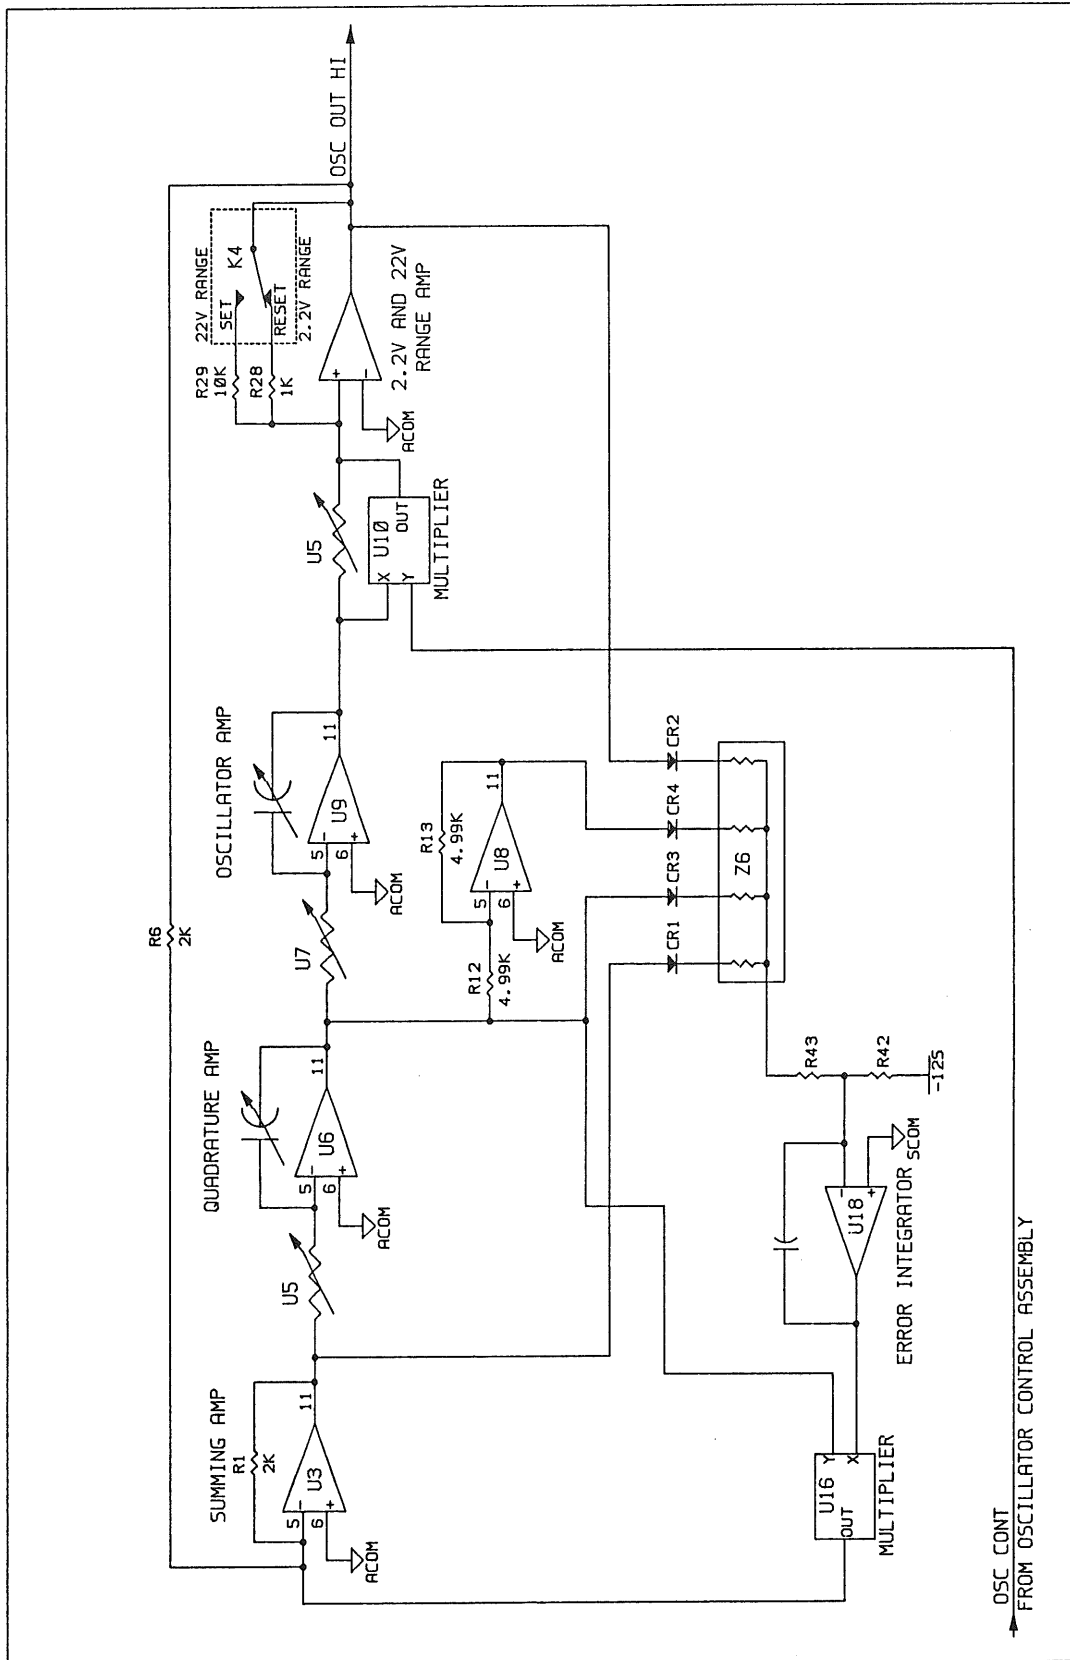 R6
2K
22V RANGE
SET
K4
RESET
2.2V RANGE
R29
10K
R28
1K
OSC OUT HI
+
-
2.2V AND 22V
RANGE AMP
ACOM
SUMMING AMP
R1
2K
5
-
6
+
U3
11
ACOM
U5
QUADRATURE AMP
5
-
6
+
U6
11
ACOM
U7
OSCILLATOR AMP
5
-
6
+
U9
11
ACOM
U5
X
U10
Y
OUT
MULTIPLIER
R12
4.99K
R13
4.99K
5
-
6
+
U8
11
ACOM
CR1
CR3
CR4
CR2
Z6
R43
R42
-12S
-
+
U18
SCOM
ERROR INTEGRATOR
U16
Y
X
OUT
MULTIPLIER
OSC CONT
FROM OSCILLATOR CONTROL ASSEMBLY